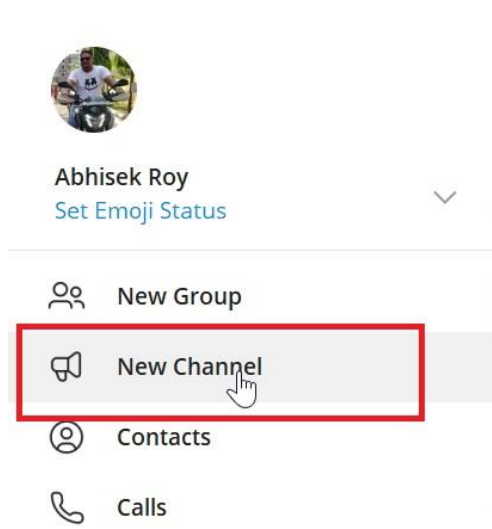 Abhisek Roy
Set Emoji Status
New Group
New Channel
Contacts
Calls